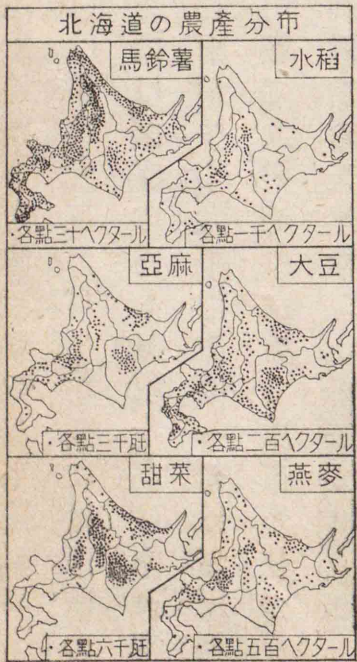 北海道の農產分布
馬鈴薯
・各點三十ヘクタール
水稻
・各點一千ヘクタール
亞麻
・各點三千瓩
大豆
・各點二百ヘクタール
甜菜
・各點六千瓩
燕麥
・各點五百ヘクタール